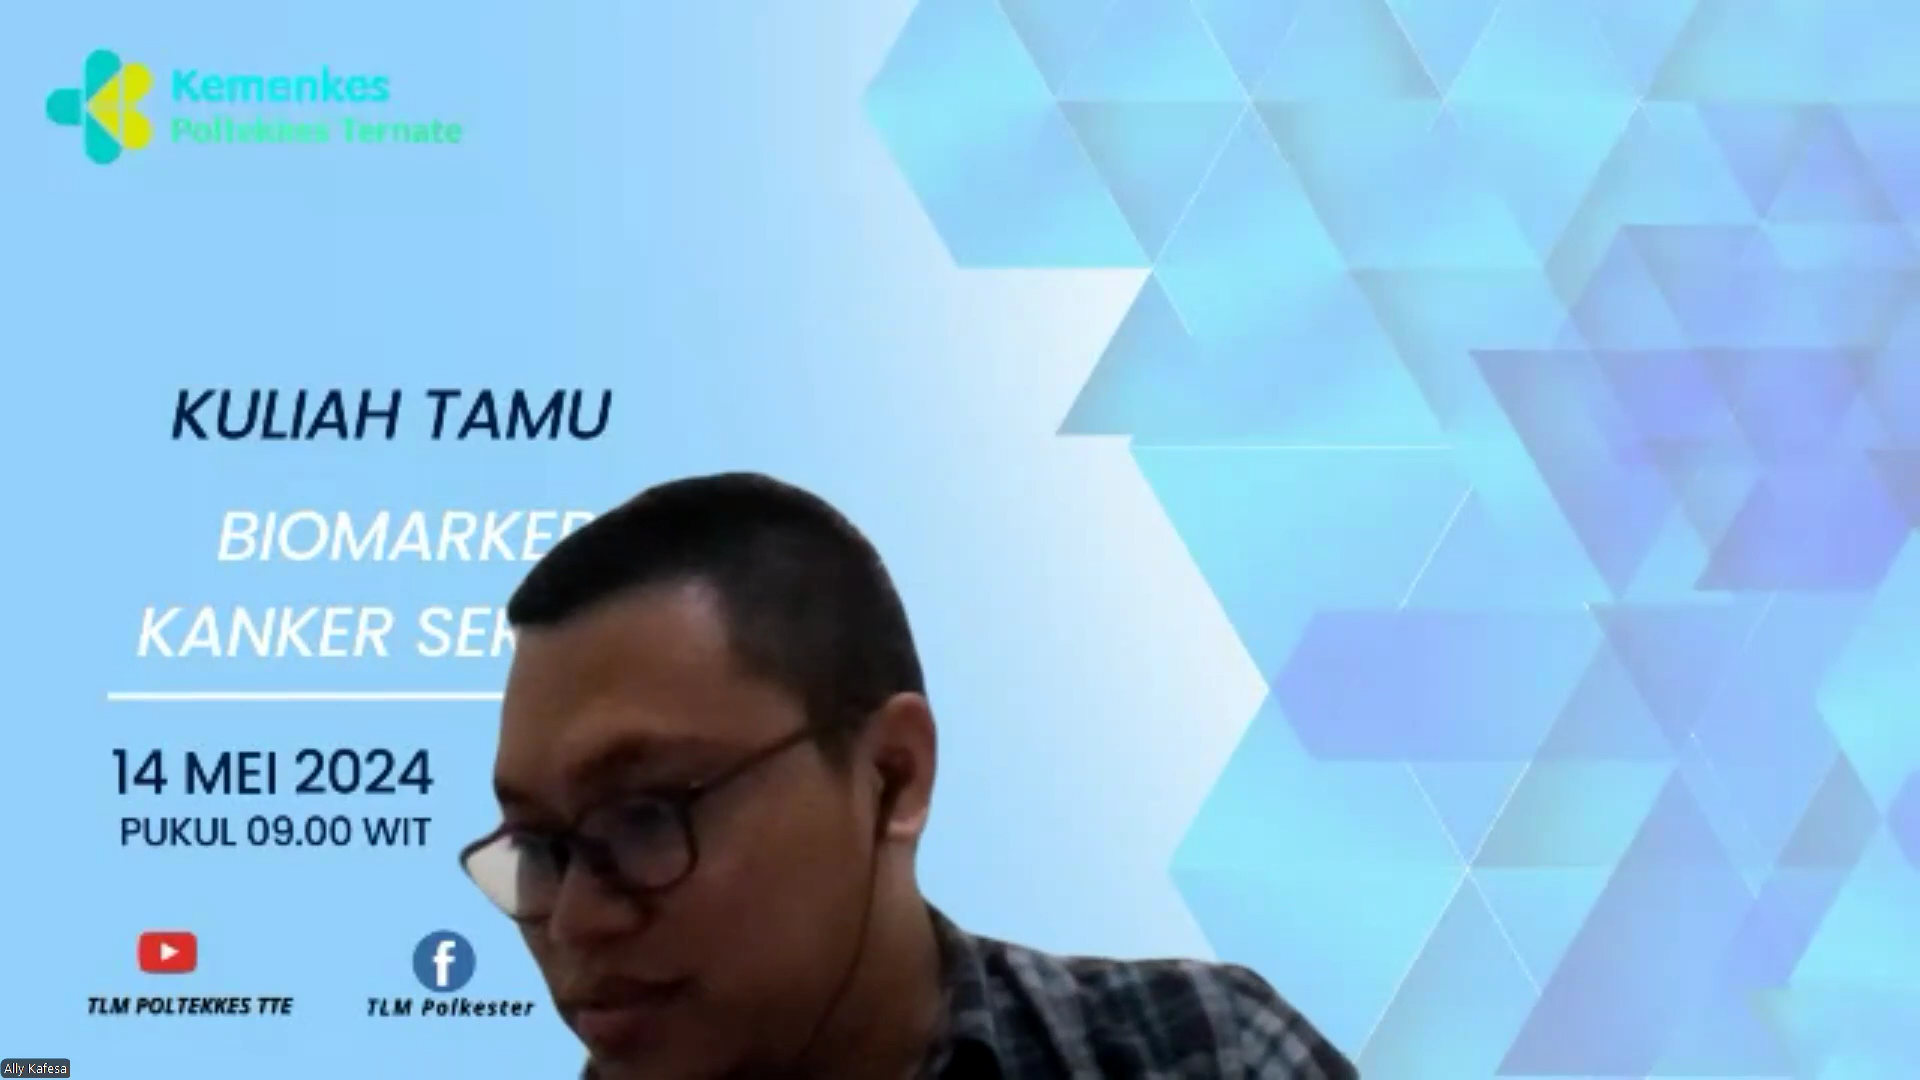 Kemenkes
Poltekkes Ternate
KULIAH TAMU
BIOMARKER
KANKER
14 MEI 2024
PUKUL 09.00 WIT
TLM POLTEKKES TTE
TLM Polkester
Ally Kafesa